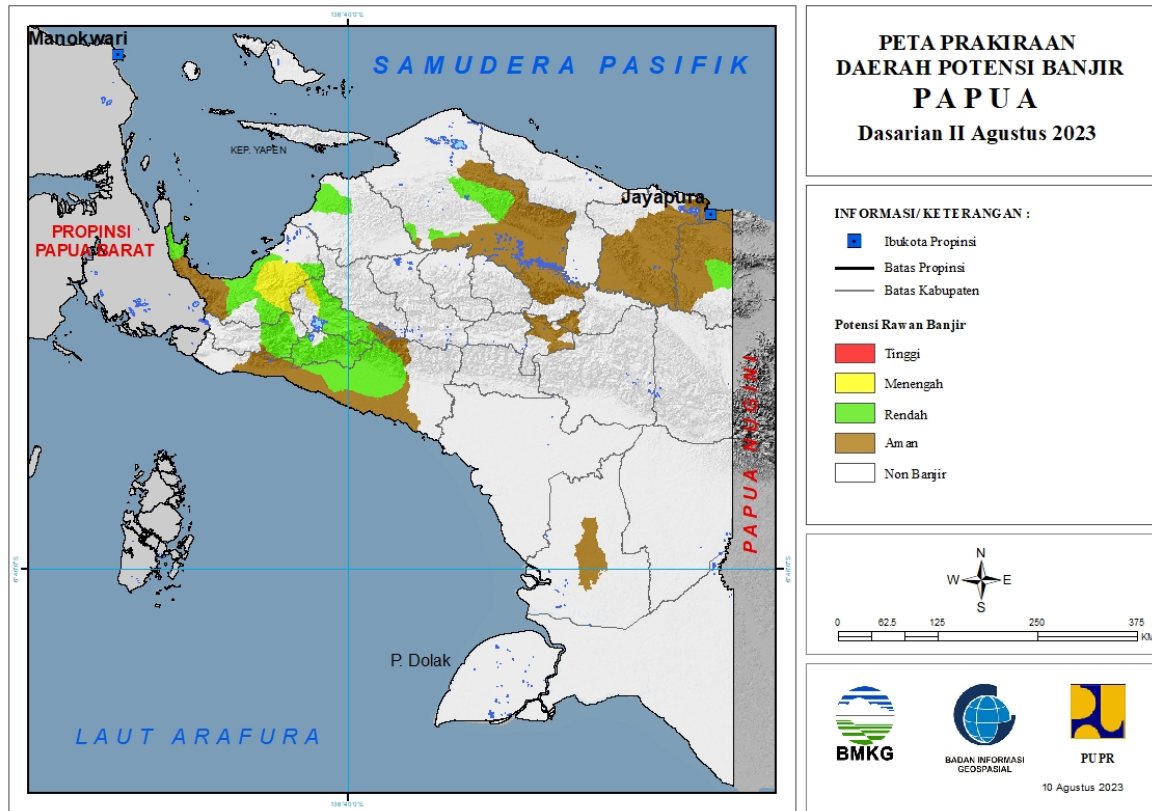 Manokwari
SAMUDERA PASIFIK
KEP. YAPEN
Jayapura
PROPINSI
PAPUA BARAT
PAPUA NUGINI
P. Dolak
LAUT ARAFURA
PETA PRAKIRAAN
DAERAH POTENSI BANJIR
PAPUA
Dasarian II Agustus 2023
INFORMASI/ KETERANGAN :
Ibukota Propinsi
Batas Propinsi
Batas Kabupaten
Potensi Rawan Banjir
Tinggi
Menengah
Rendah
Aman
Non Banjir
N
W E
S
0 62.5 125 250 375
KM
BMKG
BADAN INFORMASI
GEOSPASIAL
PUPR
10 Agustus 2023